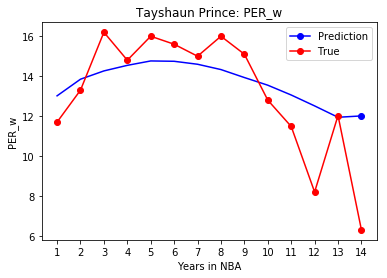 Tayshaun Prince: PER_w
Prediction
True
PER_w
16
14
12
10
8
6
1 2 3 4 5 6 7 8 9 10 11 12 13 14
Years in NBA